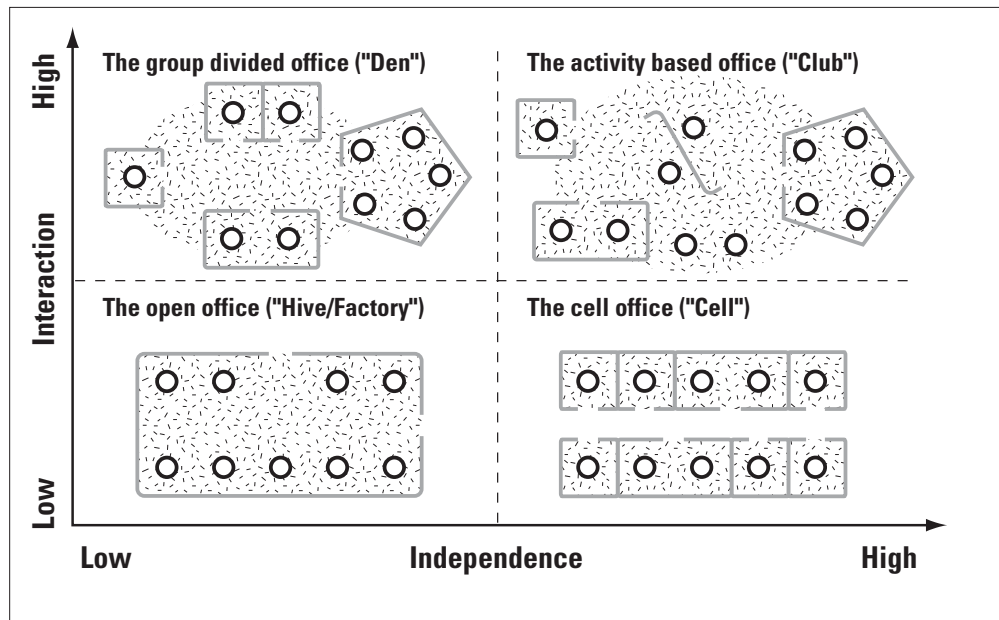 The group divided office ("Den")
The activity based office ("Club")
The open office ("Hive/Factory")
The cell office ("Cell")
High
Interaction
Low
Low
Independence
High